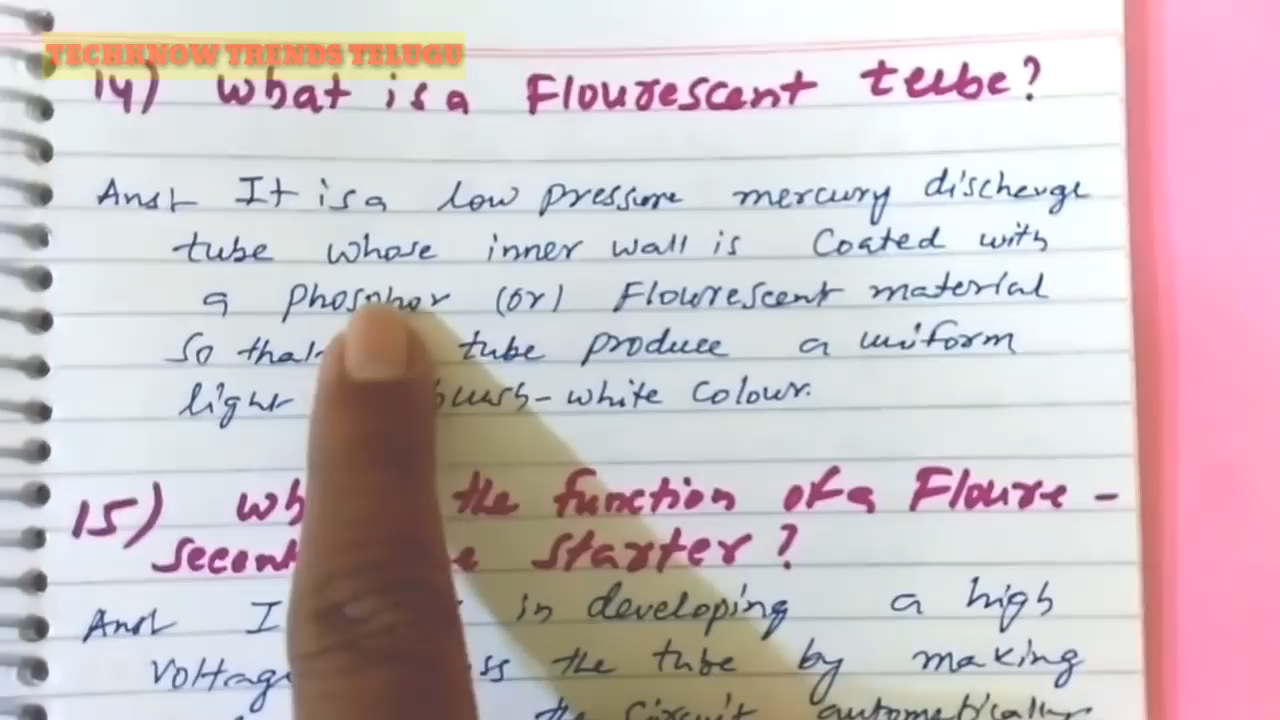 TECHKNOW TRENDS TELUGU
14) What is a Flourescent tube?
Ans:- It is a low pressure mercury discharge
tube whose inner wall is Coated with
a Phosphor (or) Flourescent material
So that tube produce a uniform
light -white Colour.
15) the function of a Floure-
Secent starter?
Ans:- in developing a high
Voltage the tube by making
the Circuit automatically